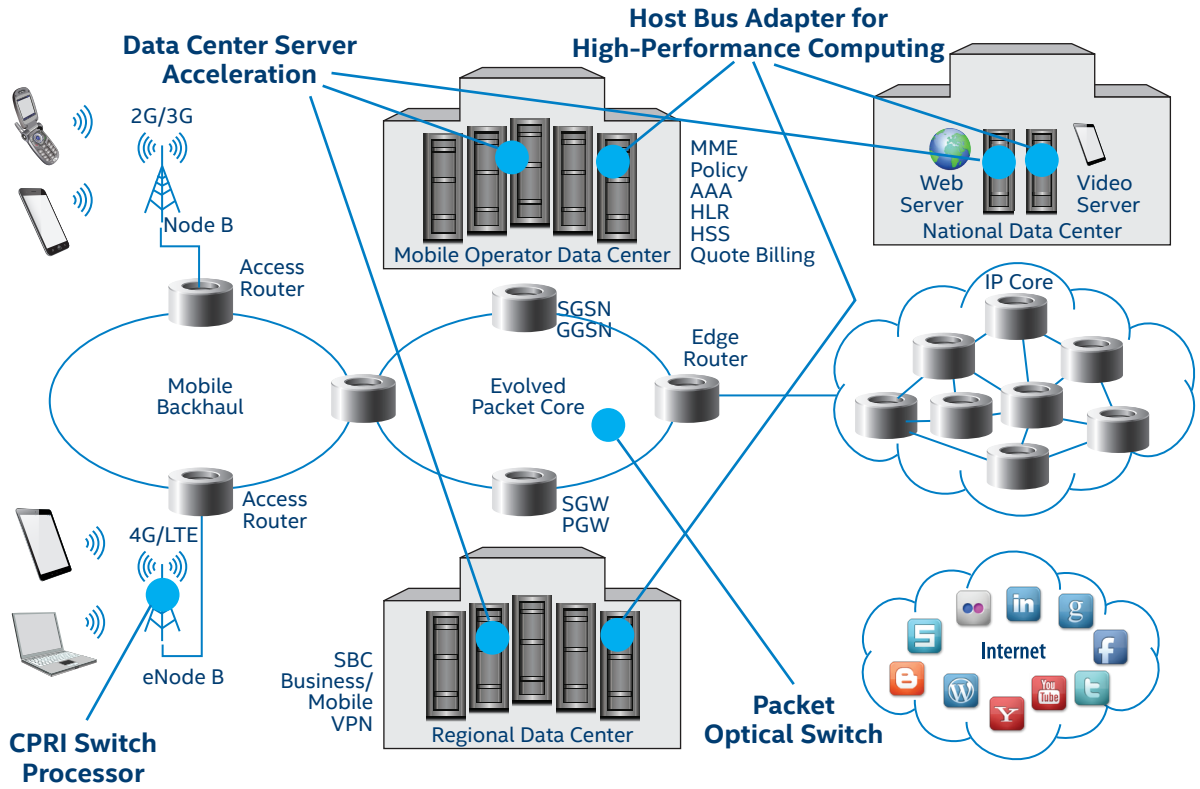 Data Center Server
Acceleration
Host Bus Adapter for
High-Performance Computing
2G/3G
Node B
Access
Router
MME
Policy
AAA
HLR
HSS
Quote Billing
Mobile Operator Data Center
Web
Server
Video
Server
National Data Center
SGSN
GGSN
Edge
Router
IP Core
Mobile
Backhaul
Evolved
Packet Core
Access
Router
SGW
PGW
4G/LTE
eNode B
SBC
Business/
Mobile
VPN
Regional Data Center
CPRI Switch
Processor
Packet
Optical Switch
Internet
in
g
S
f
B
W
Y
You
Tube
t